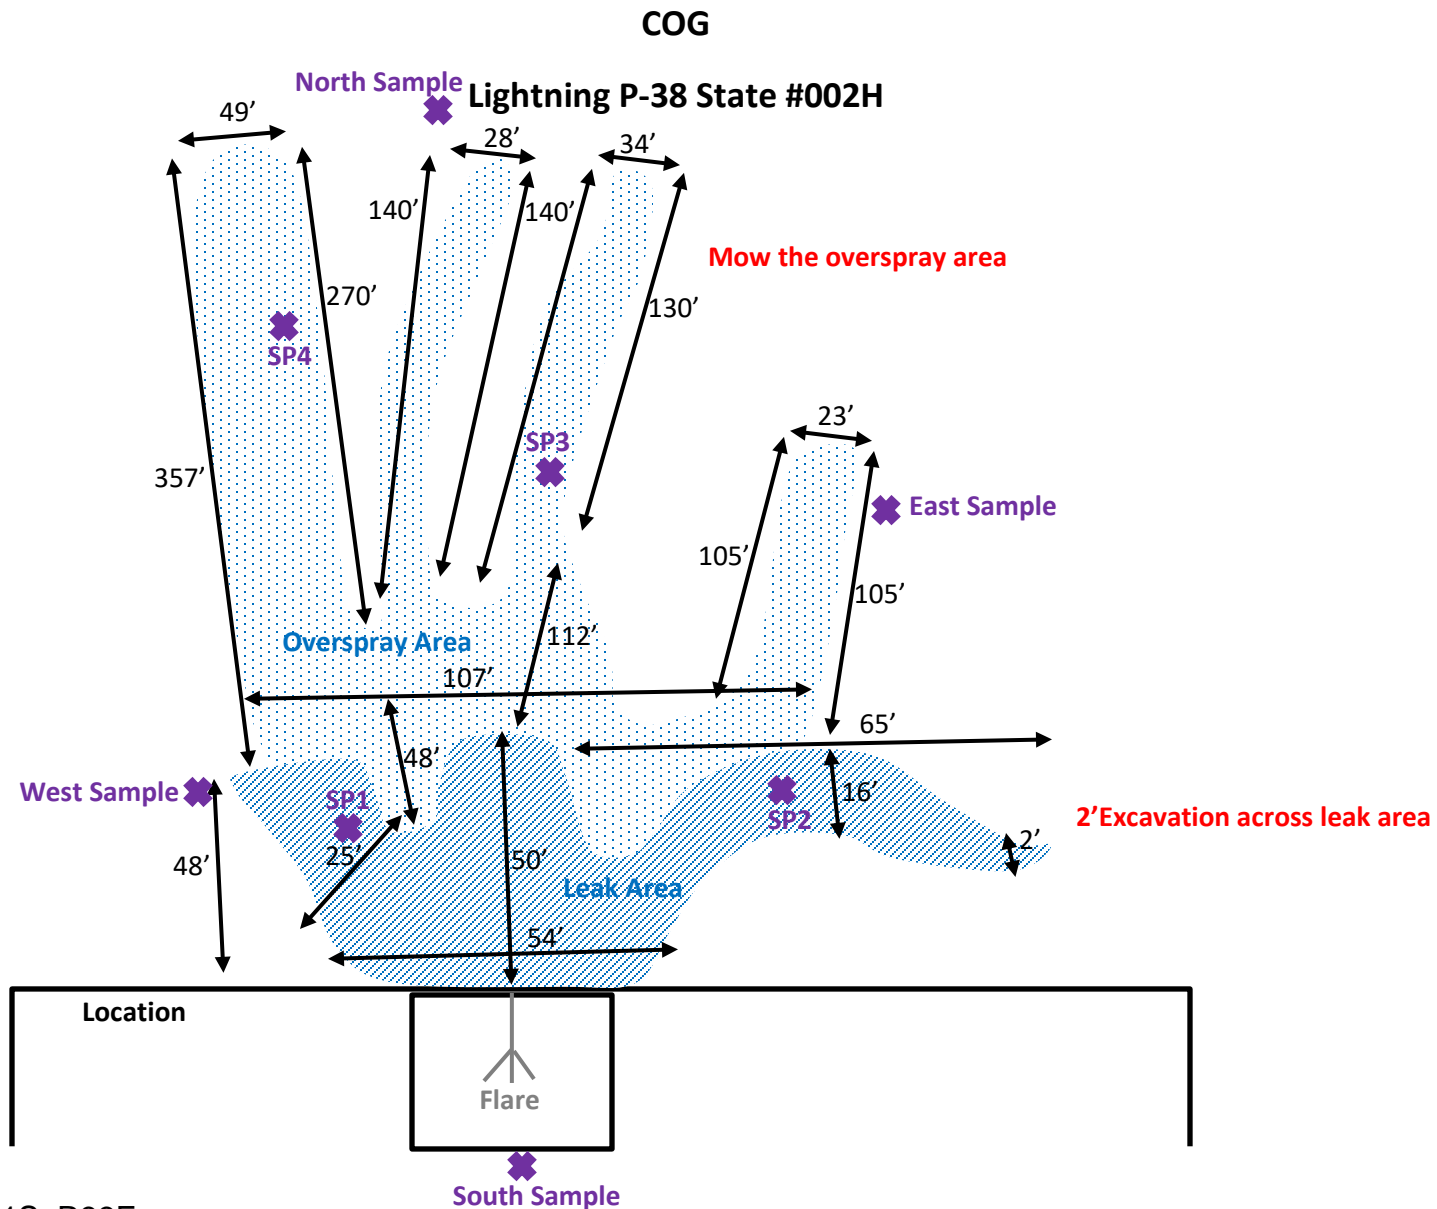 COG
North Sample
Lightning P-38 State #002H
49’
28’
34’
140’
140’
Mow the overspray area
270’
130’
SP4
23’
SP3
357’
East Sample
105’
105’
Overspray Area
112’
107’
65’
48’
West Sample
SP1
16’
SP2
2’Excavation across leak area
2’
48’
25’
50’
Leak Area
54’
Location
Flare
South Sample